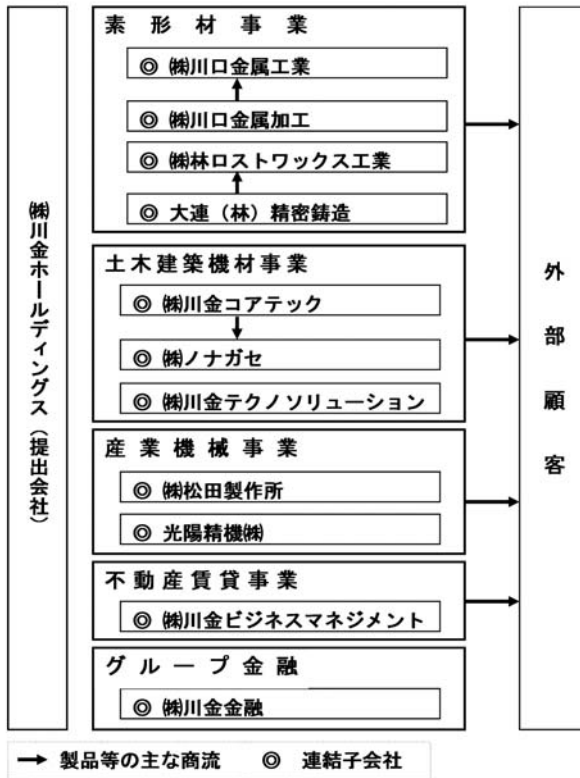 ㈱川金ホールディングス（提出会社）
素形材事業
◎ ㈱川口金属工業
◎ ㈱川口金属加工
◎ ㈱林ロストワックス工業
◎ 大連（林）精密鋳造
土木建築機材事業
◎ ㈱川金コアテック
◎ ㈱ノナガセ
◎ ㈱川金テクノソリューション
産業機械事業
◎ ㈱松田製作所
◎ 光陽精機㈱
不動産賃貸事業
◎ ㈱川金ビジネスマネジメント
グループ金融
◎ ㈱川金金融
外部顧客
→ 製品等の主な商流 ◎ 連結子会社